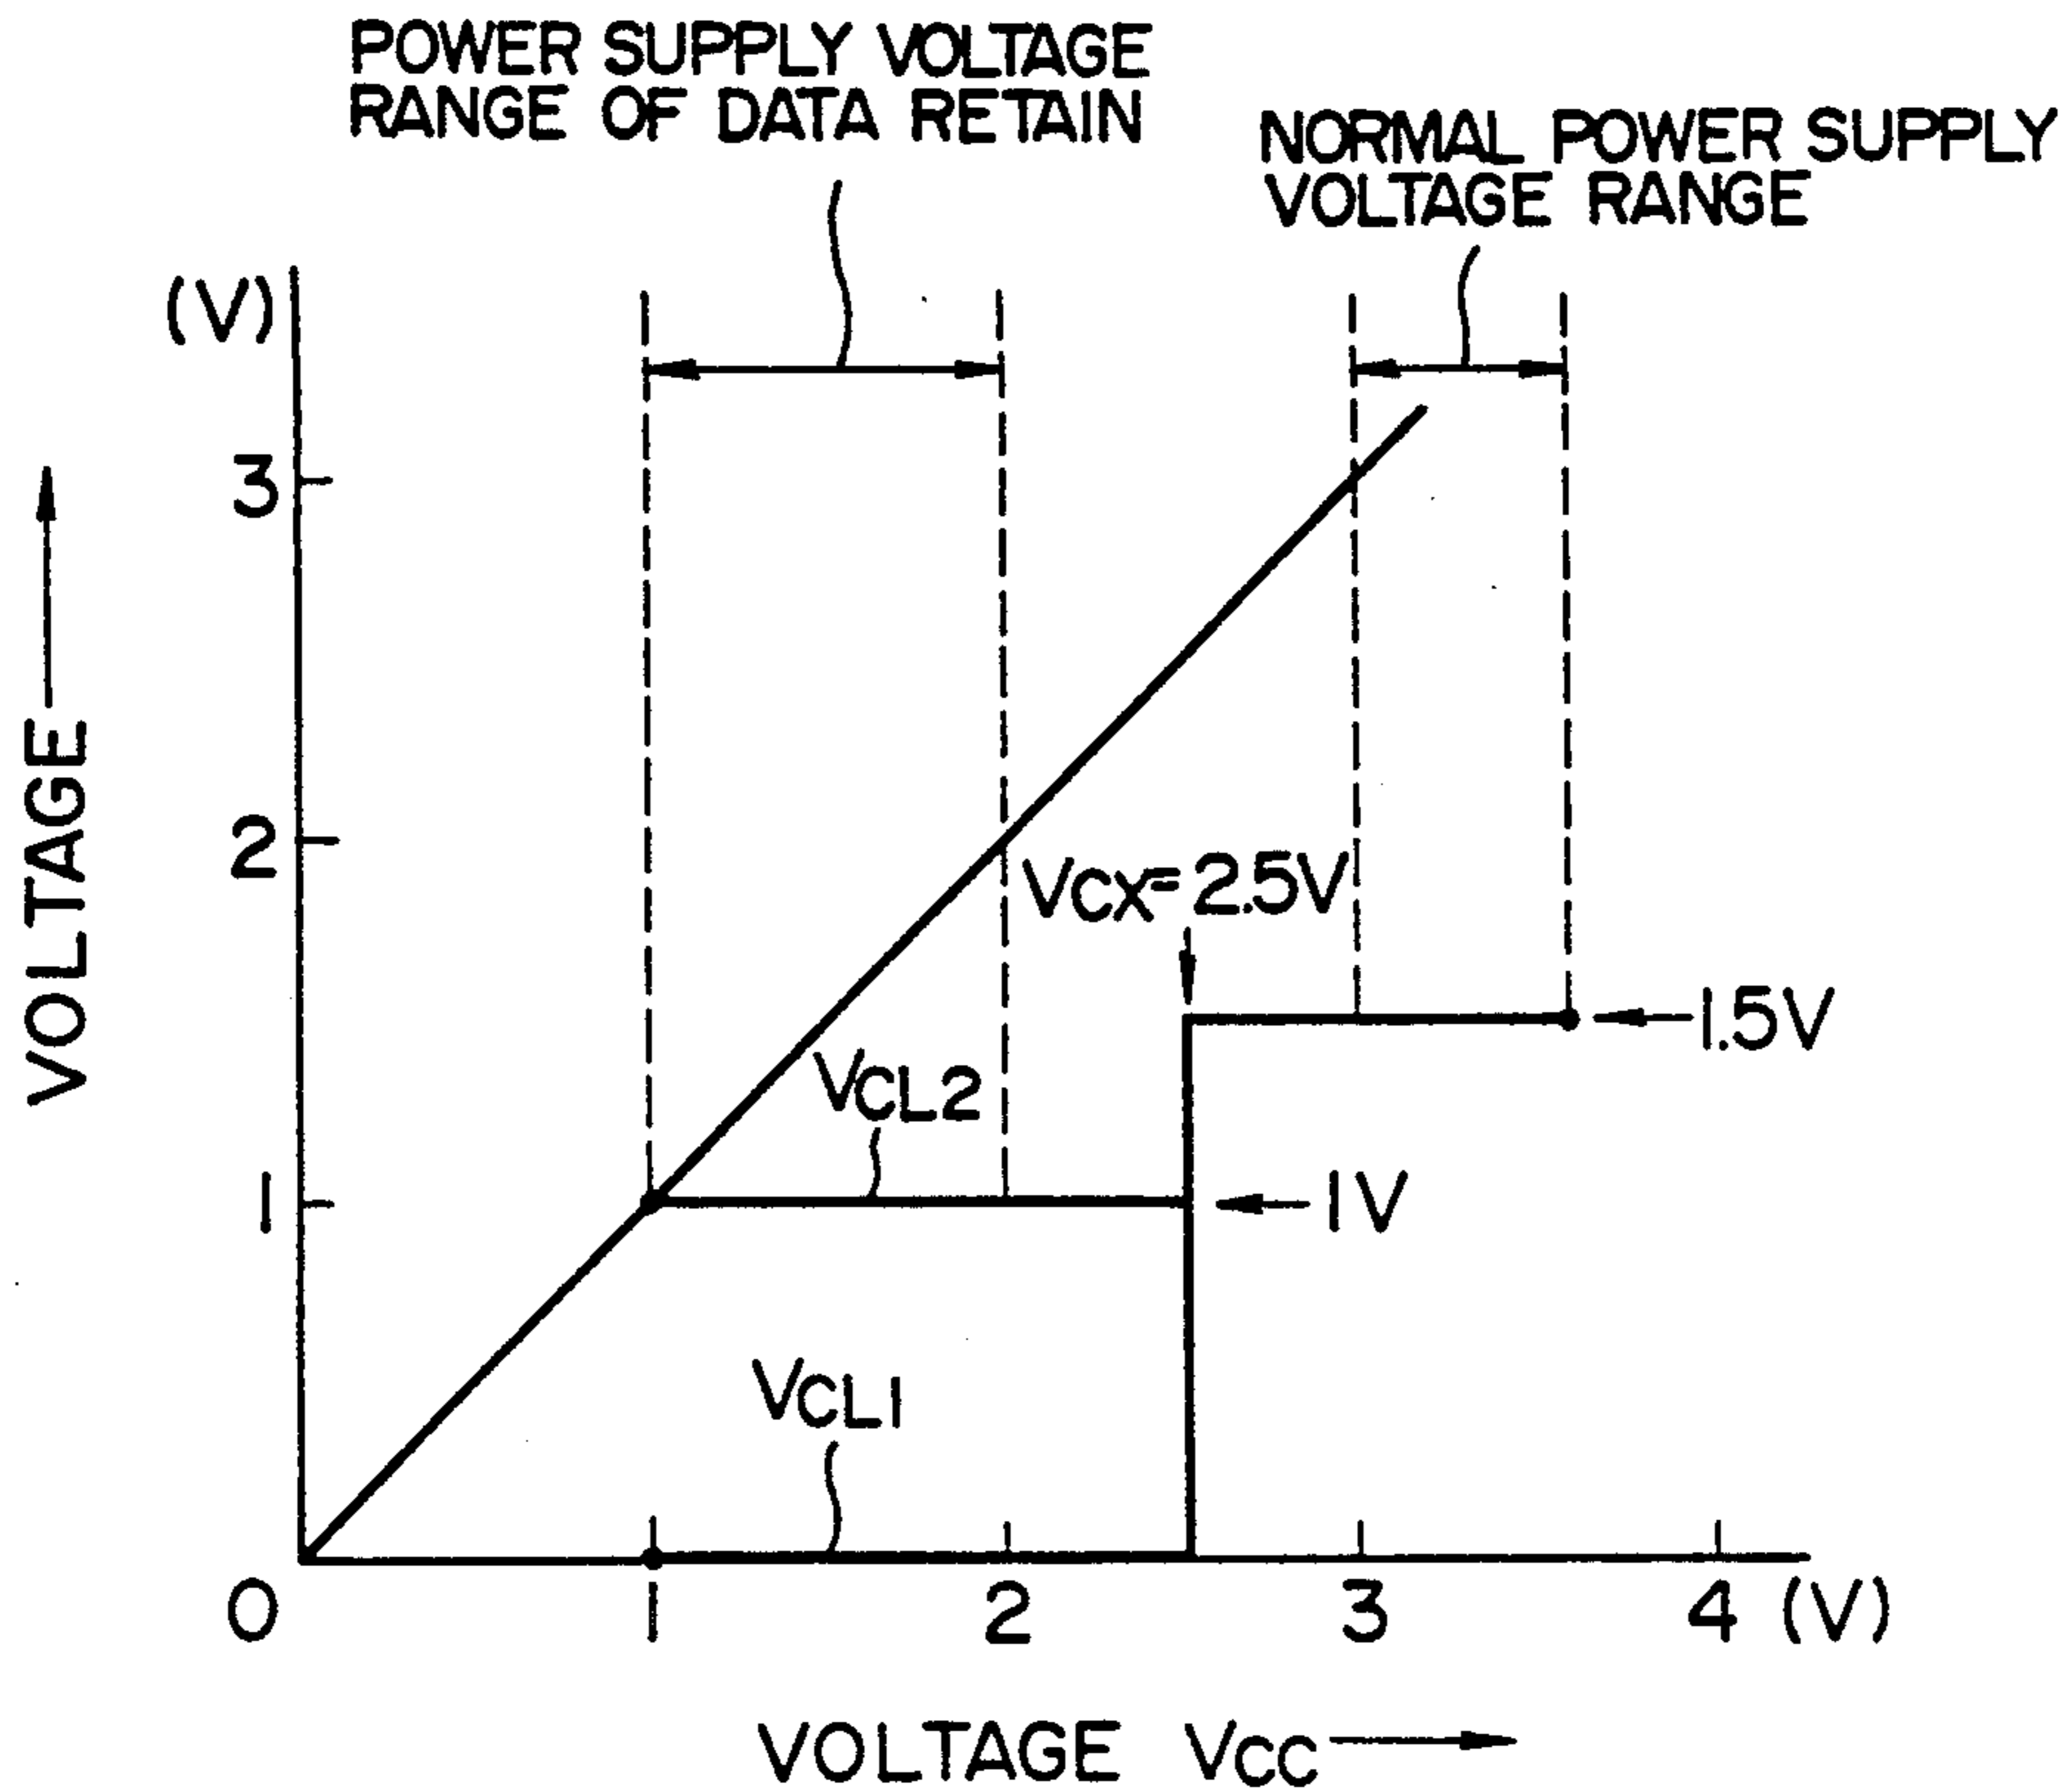 POWER SUPPLY VOLTAGE
RANGE OF DATA RETAIN
NORMAL POWER SUPPLY
VOLTAGE RANGE
(V)
3
2
1
0
VOLTAGE
VCX=2.5V
1.5V
VCL2
1V
VCL1
1
2
3
4 (V)
VOLTAGE VCC